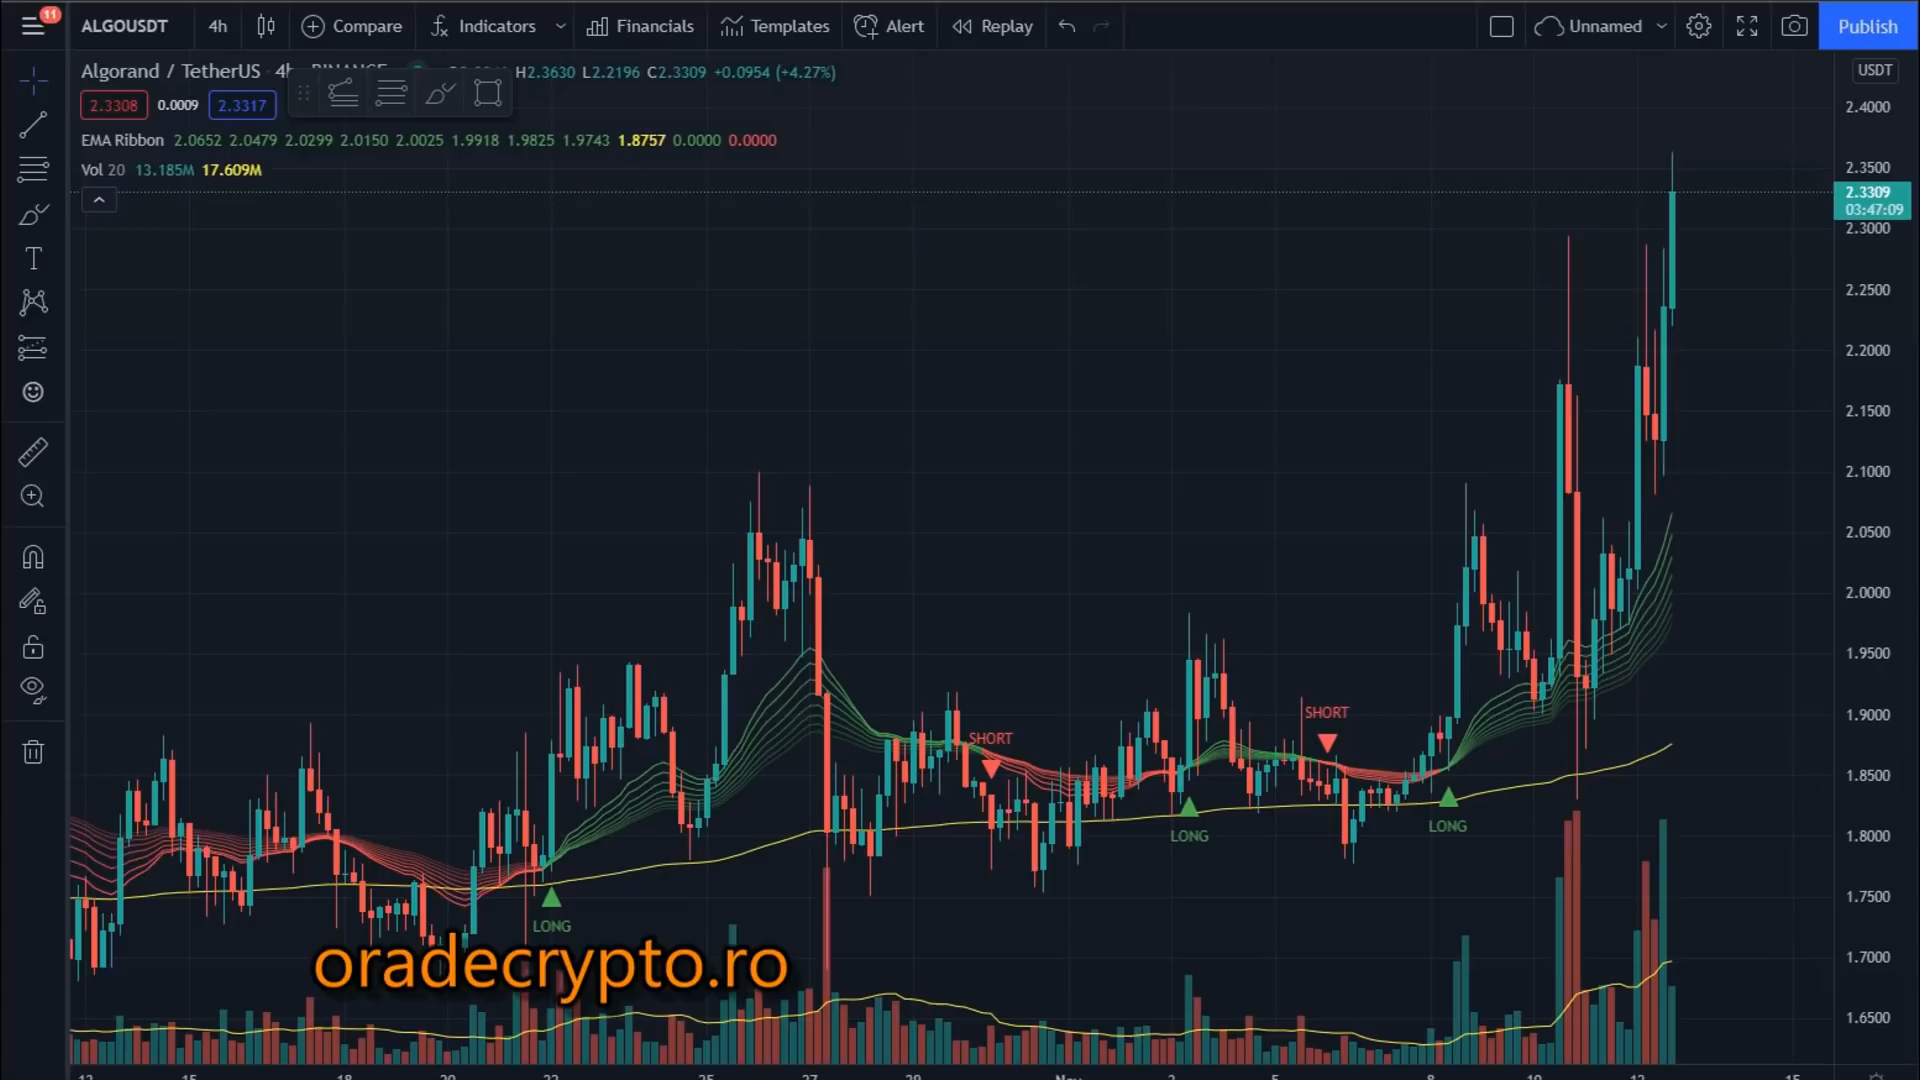 11
ALGOUSDT 4h Compare Indicators Financials Templates Alert Replay Unnamed Publish
Algorand / TetherUS H2.3630 L2.2196 C2.3309 +0.0954 (+4.27%) USDT
2.3308 0.0009 2.3317
EMA Ribbon 2.0652 2.0479 2.0299 2.0150 2.0025 1.9918 1.9825 1.9743 1.8757 0.0000 0.0000
Vol 20 13.185M 17.609M
2.4000
2.3500
2.3309
03:47:09
2.3000
2.2500
2.2000
2.1500
2.1000
2.0500
2.0000
1.9500
1.9000
1.8500
1.8000
1.7500
1.7000
1.6500
SHORT
SHORT
LONG
LONG
LONG
oradecrypto.ro